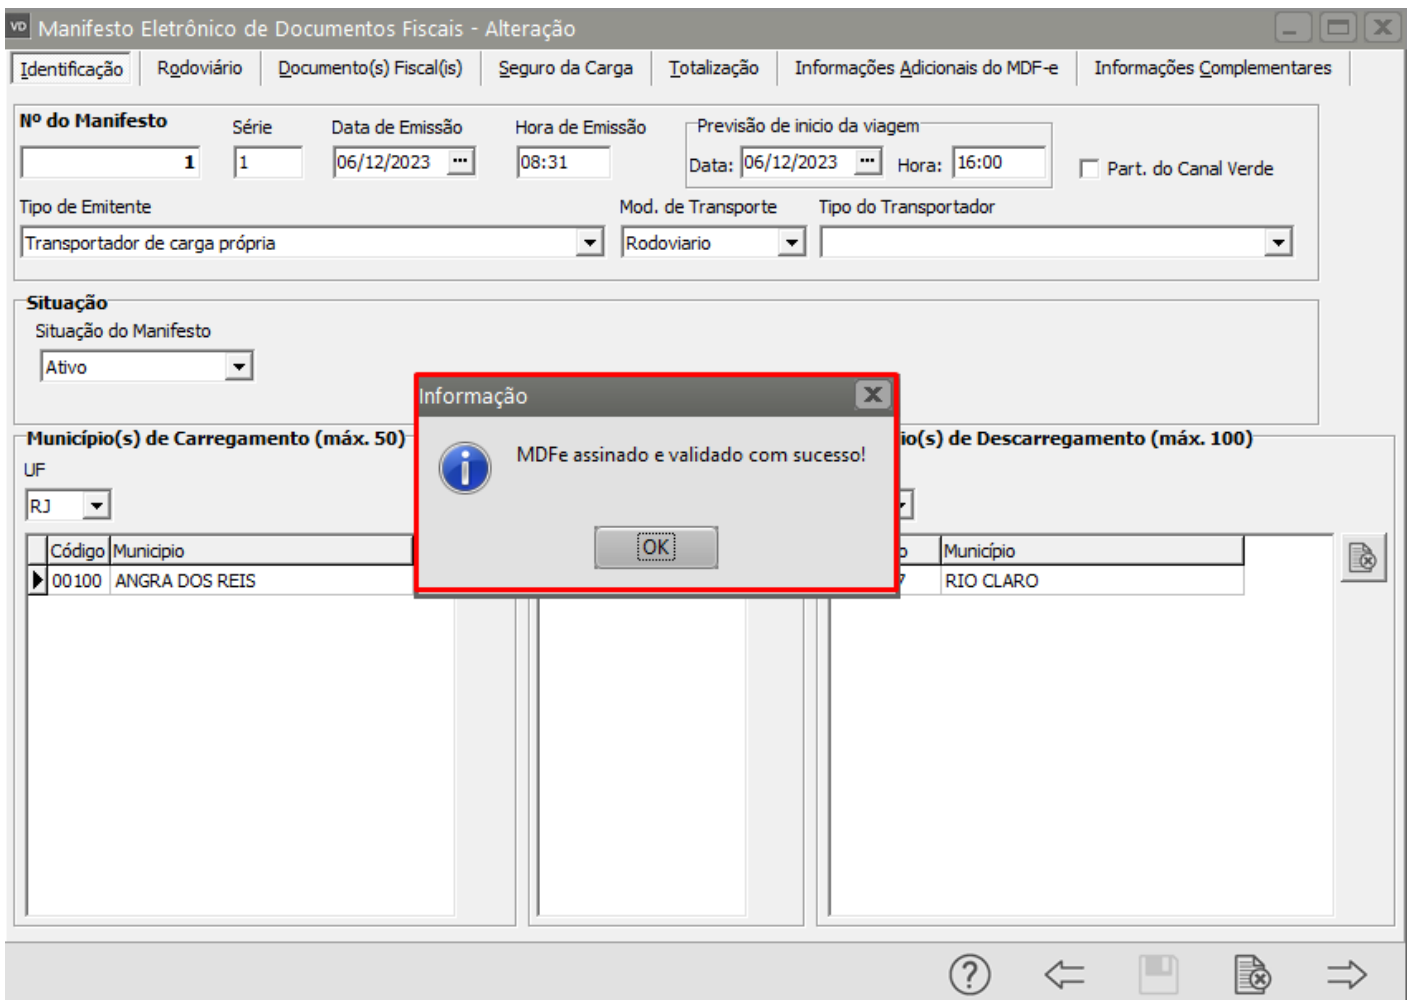 VD Manifesto Eletrônico de Documentos Fiscais - Alteração
Identificação Rodoviário Documento(s) Fiscal(is) Seguro da Carga Totalização Informações Adicionais do MDF-e Informações Complementares
Nº do Manifesto Série Data de Emissão Hora de Emissão Previsão de inicio da viagem
1 1 06/12/2023 ... 08:31 Data: 06/12/2023 ... Hora: 16:00 Part. do Canal Verde
Tipo de Emitente Mod. de Transporte Tipo do Transportador
Transportador de carga própria Rodoviario
Situação
Situação do Manifesto
Ativo
Informação
MDFe assinado e validado com sucesso!
OK
Município(s) de Carregamento (máx. 50) io(s) de Descarregamento (máx. 100)
UF
RJ
Código Municipio o Município
00100 ANGRA DOS REIS 7 RIO CLARO
?